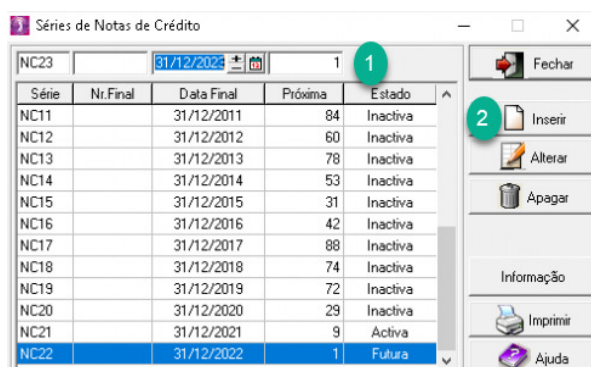 Séries de Notas de Crédito
NC23 31/12/2023 1 1 Fechar
Série Nr.Final Data Final Próxima Estado
NC11 31/12/2011 84 Inactiva 2 Inserir
NC12 31/12/2012 60 Inactiva
NC13 31/12/2013 78 Inactiva Alterar
NC14 31/12/2014 53 Inactiva
NC15 31/12/2015 31 Inactiva Apagar
NC16 31/12/2016 42 Inactiva
NC17 31/12/2017 88 Inactiva
NC18 31/12/2018 74 Inactiva
NC19 31/12/2019 72 Inactiva Informação
NC20 31/12/2020 29 Inactiva
NC21 31/12/2021 9 Activa Imprimir
NC22 31/12/2022 1 Futura Ajuda